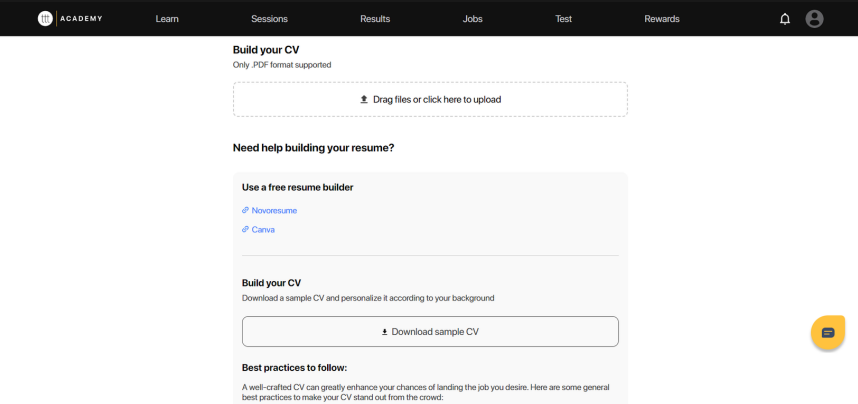 ttt ACADEMY Learn Sessions Results Jobs Test Rewards
Build your CV
Only .PDF format supported
Drag files or click here to upload
Need help building your resume?
Use a free resume builder
Novoresume
Canva
Build your CV
Download a sample CV and personalize it according to your background
Download sample CV
Best practices to follow:
A well-crafted CV can greatly enhance your chances of landing the job you desire. Here are some general
best practices to make your CV stand out from the crowd: